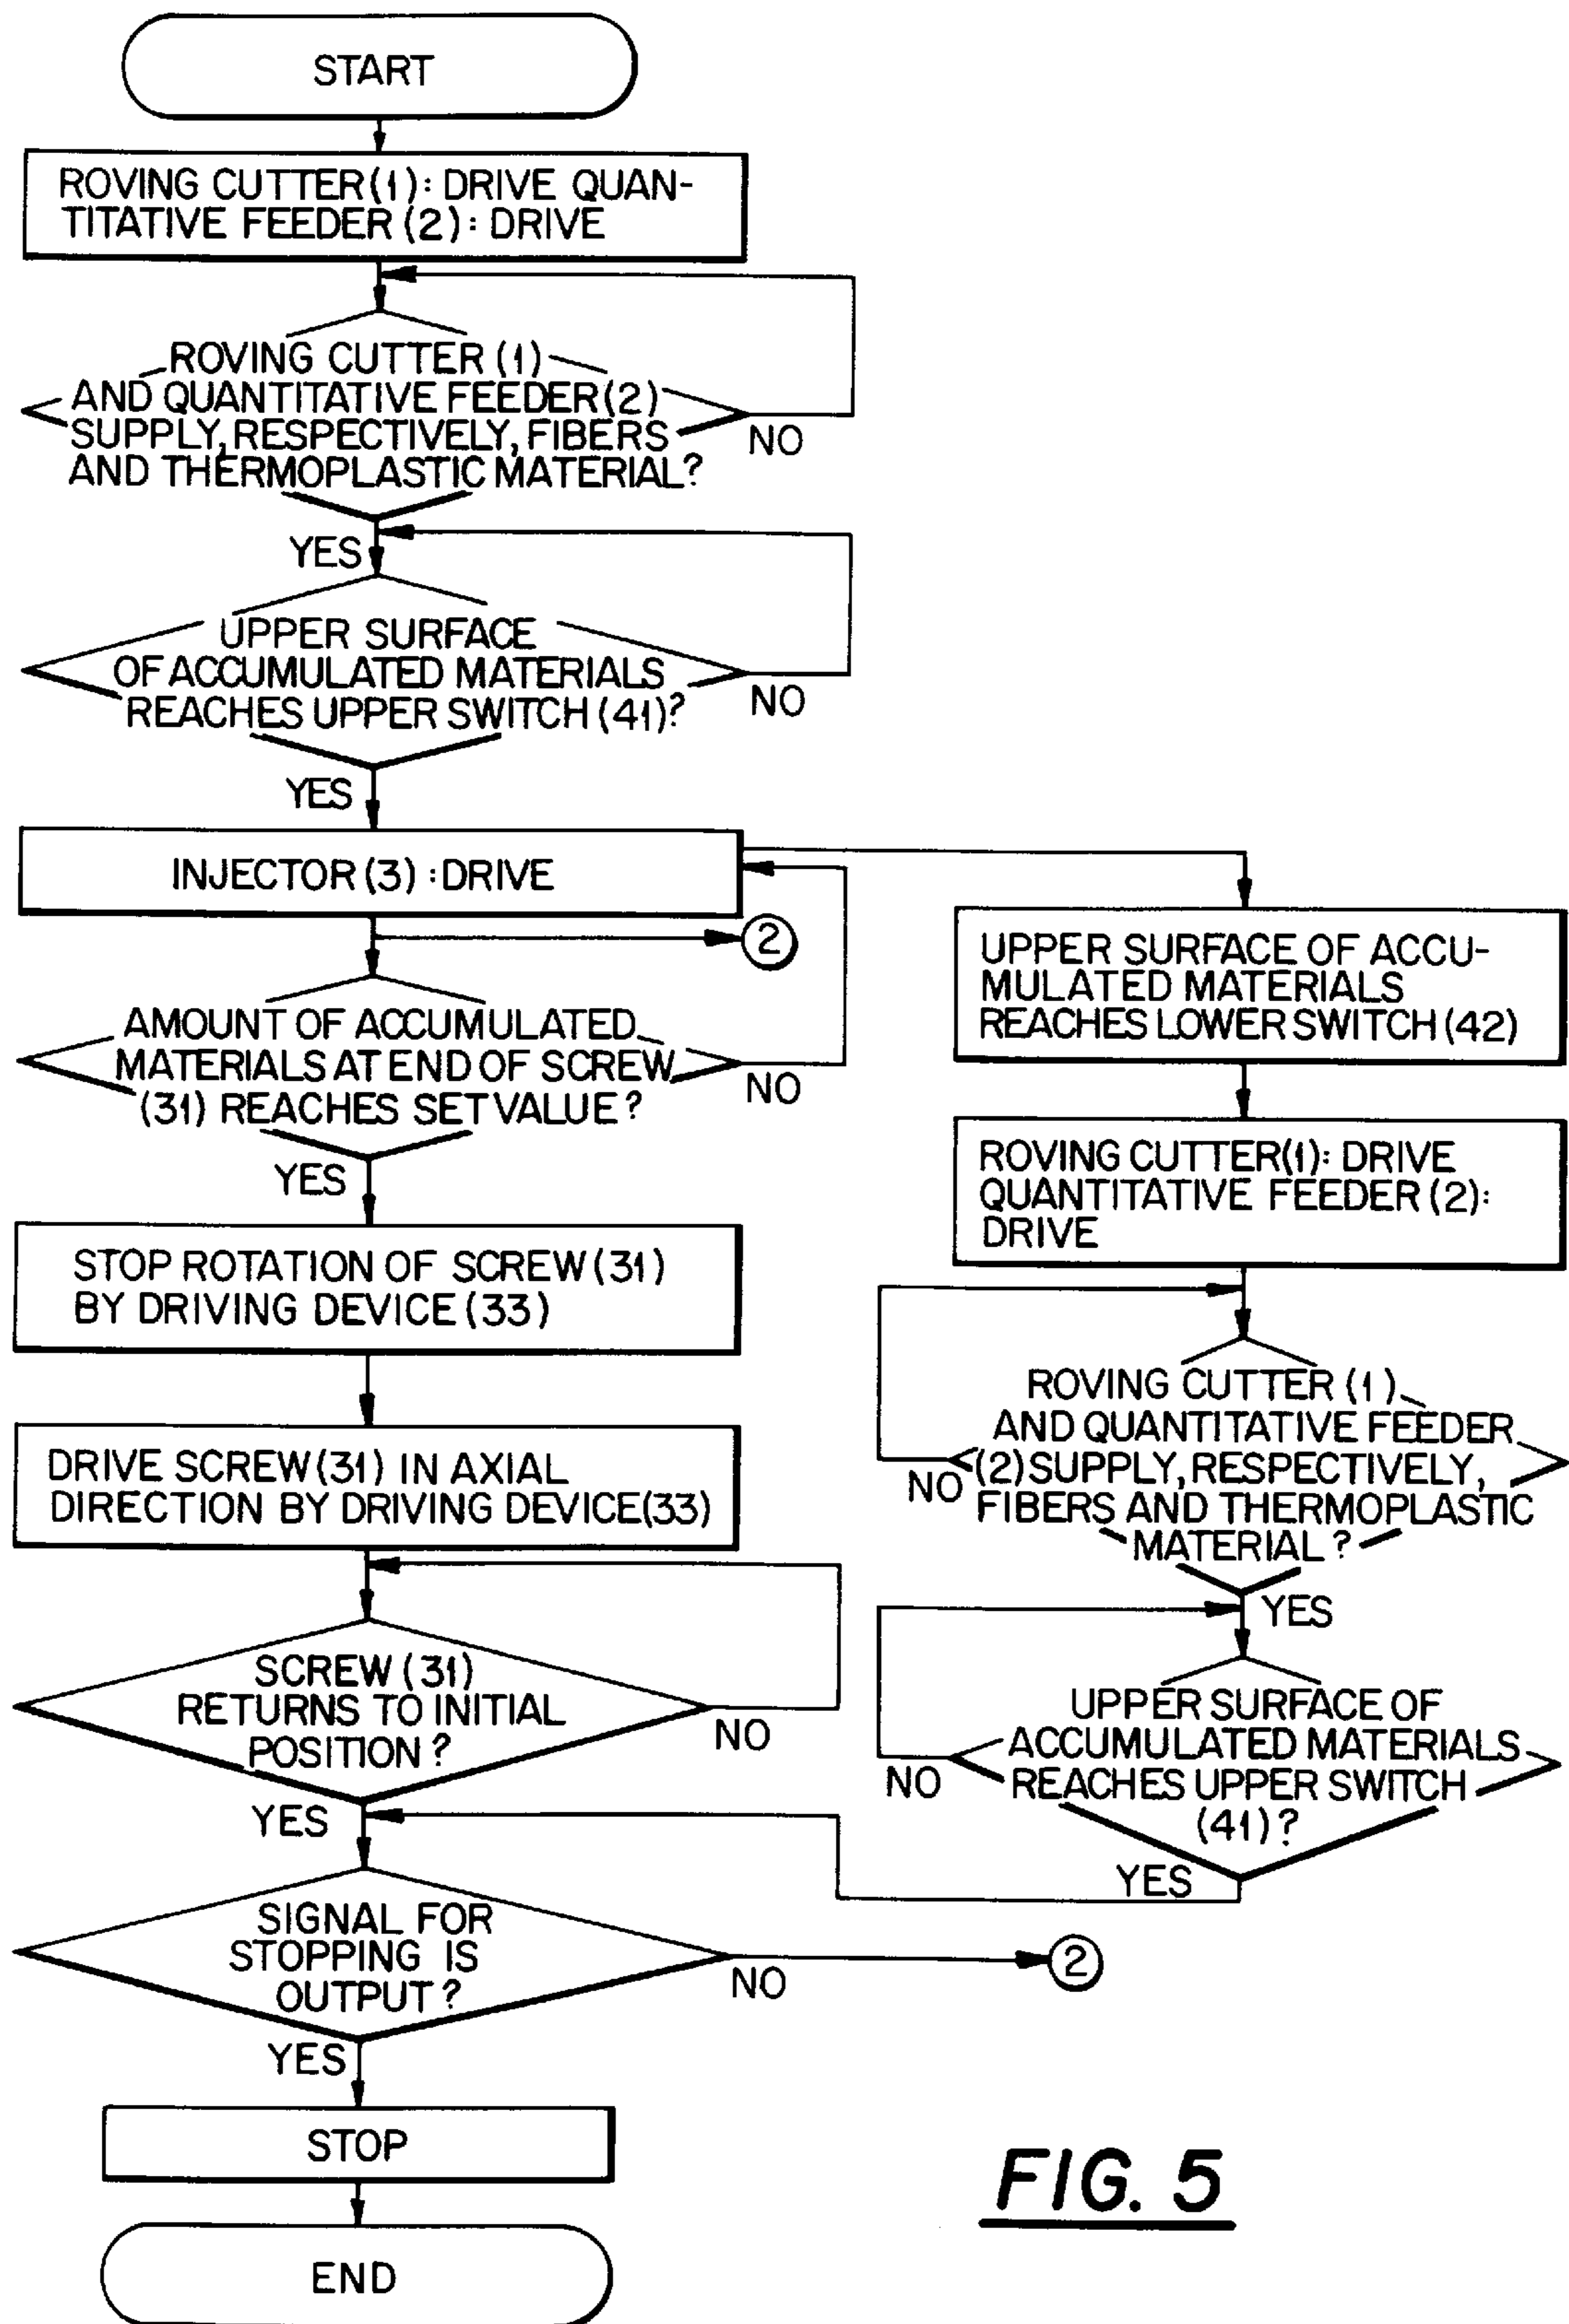 START
ROVING CUTTER(1): DRIVE QUAN-
TITATIVE FEEDER (2): DRIVE
ROVING CUTTER (1)
AND QUANTITATIVE FEEDER(2)
SUPPLY, RESPECTIVELY, FIBERS
AND THERMOPLASTIC MATERIAL?
NO
YES
UPPER SURFACE
OF ACCUMULATED MATERIALS
REACHES UPPER SWITCH (41)?
NO
YES
INJECTOR (3) : DRIVE
2
AMOUNT OF ACCUMULATED
MATERIALS AT END OF SCREW
(31) REACHES SET VALUE?
NO
YES
STOP ROTATION OF SCREW (31)
BY DRIVING DEVICE (33)
DRIVE SCREW (31) IN AXIAL
DIRECTION BY DRIVING DEVICE(33)
SCREW (31)
RETURNS TO INITIAL
POSITION?
NO
YES
SIGNAL FOR
STOPPING IS
OUTPUT?
NO
2
YES
STOP
END
UPPER SURFACE OF ACCU-
MULATED MATERIALS
REACHES LOWER SWITCH (42)
ROVING CUTTER(1): DRIVE
QUANTITATIVE FEEDER (2):
DRIVE
ROVING CUTTER (1)
AND QUANTITATIVE FEEDER
(2) SUPPLY, RESPECTIVELY,
FIBERS AND THERMOPLASTIC
MATERIAL?
NO
YES
UPPER SURFACE OF
ACCUMULATED MATERIALS
REACHES UPPER SWITCH
(41)?
NO
YES
FIG. 5